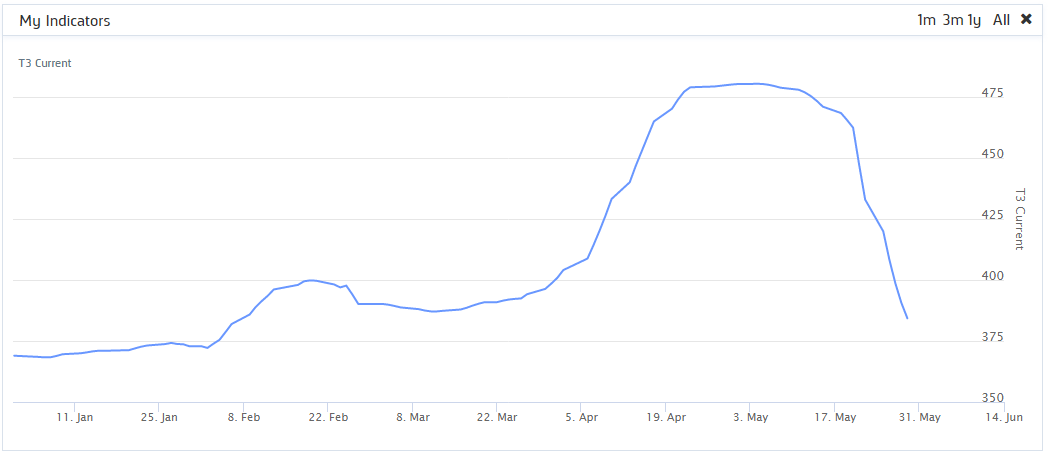 My Indicators
1m 3m 1y All ✖
T3 Current
475
450
425
400
375
350
T3 Current
11. Jan 25. Jan 8. Feb 22. Feb 8. Mar 22. Mar 5. Apr 19. Apr 3. May 17. May 31. May 14. Jun